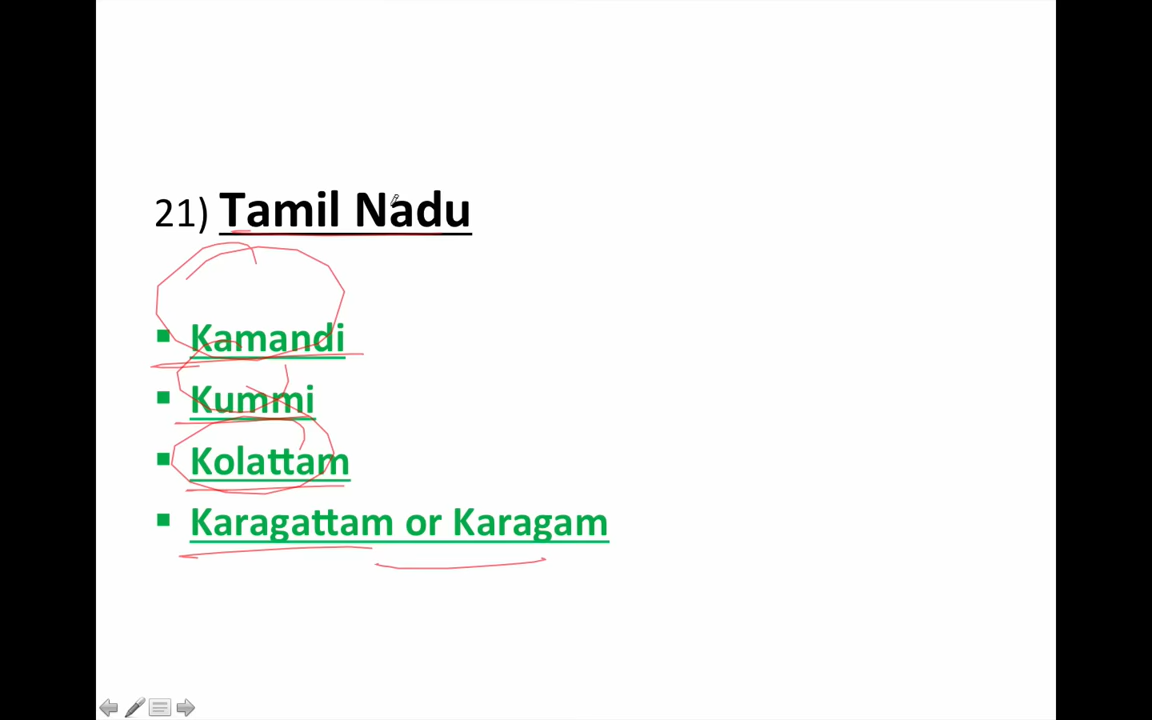 21) Tamil Nadu
▪ Kamandi
▪ Kummi
▪ Kolattam
▪ Karagattam or Karagam